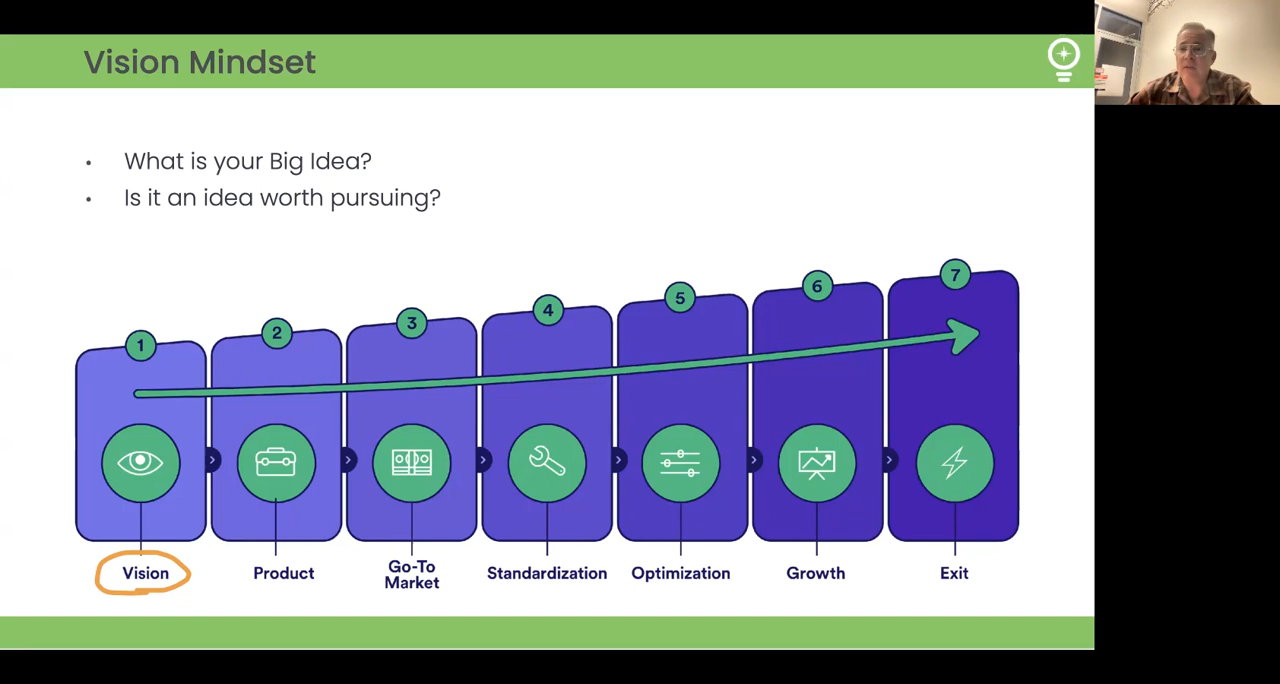 Vision Mindset
What is your Big Idea?
Is it an idea worth pursuing?
1
2
3
4
5
6
7
Vision
Product
Go-To
Market
Standardization
Optimization
Growth
Exit